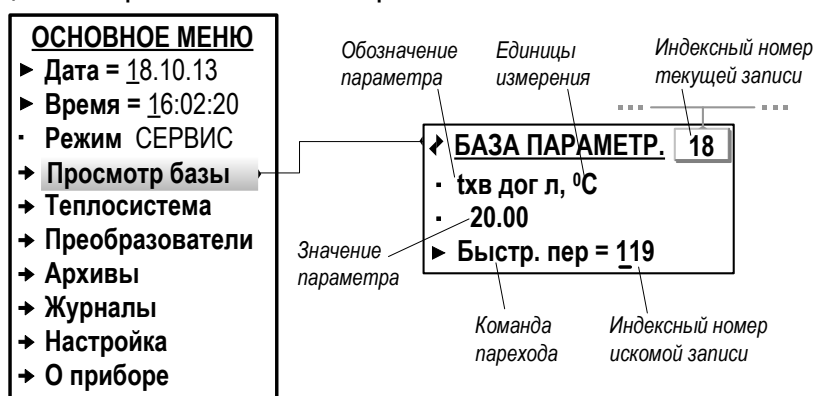 ОСНОВНОЕ МЕНЮ
Дата = 18.10.13
Время = 16:02:20
Режим СЕРВИС
Просмотр базы
Теплосистема
Преобразователи
Архивы
Журналы
Настройка
О приборе
Обозначение
параметра
Единицы
измерения
Индексный номер
текущей записи
БАЗА ПАРАМЕТР. 18
tхв дог л, ⁰C
20.00
Быстр. пер = 119
Значение
параметра
Команда
парехода
Индексный номер
искомой записи